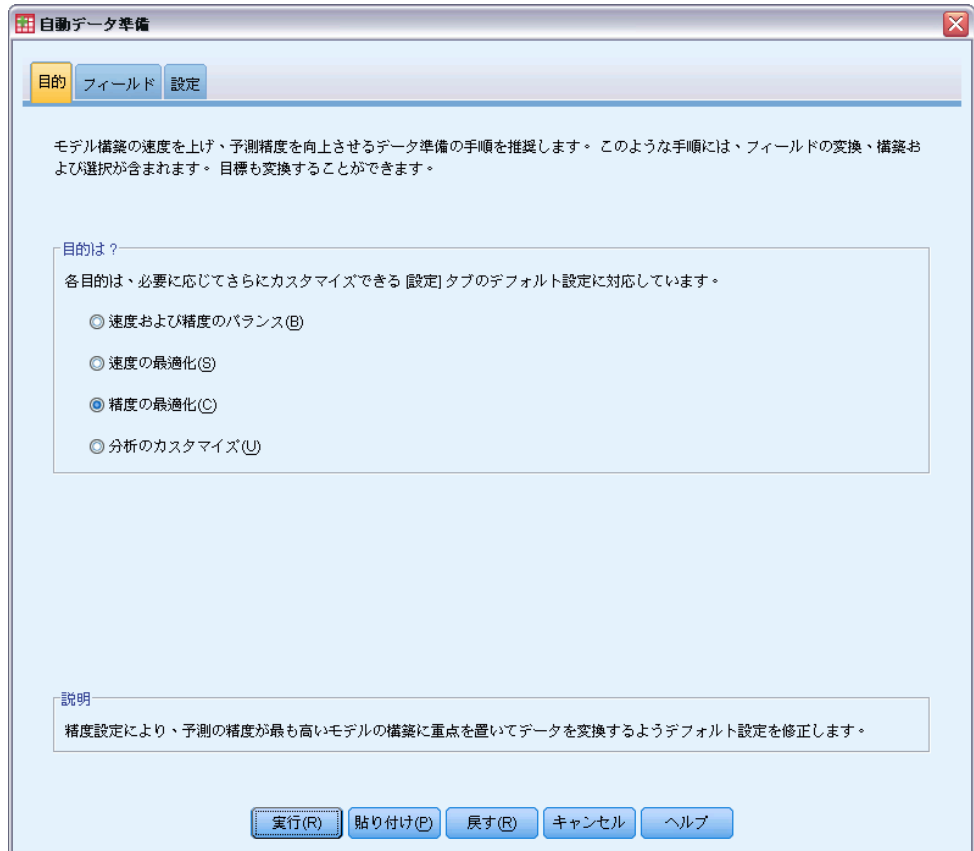 自動データ準備
目的 フィールド 設定
モデル構築の速度を上げ、予測精度を向上させるデータ準備の手順を推奨します。 このような手順には、フィールドの変換、構築お
よび選択が含まれます。 目標も変換することができます。
目的は？
各目的は、必要に応じてさらにカスタマイズできる [設定] タブのデフォルト設定に対応しています。
速度および精度のバランス(B)
速度の最適化(S)
精度の最適化(C)
分析のカスタマイズ(U)
説明
精度設定により、予測の精度が最も高いモデルの構築に重点を置いてデータを変換するようデフォルト設定を修正します。
実行(R) 貼り付け(P) 戻す(R) キャンセル ヘルプ